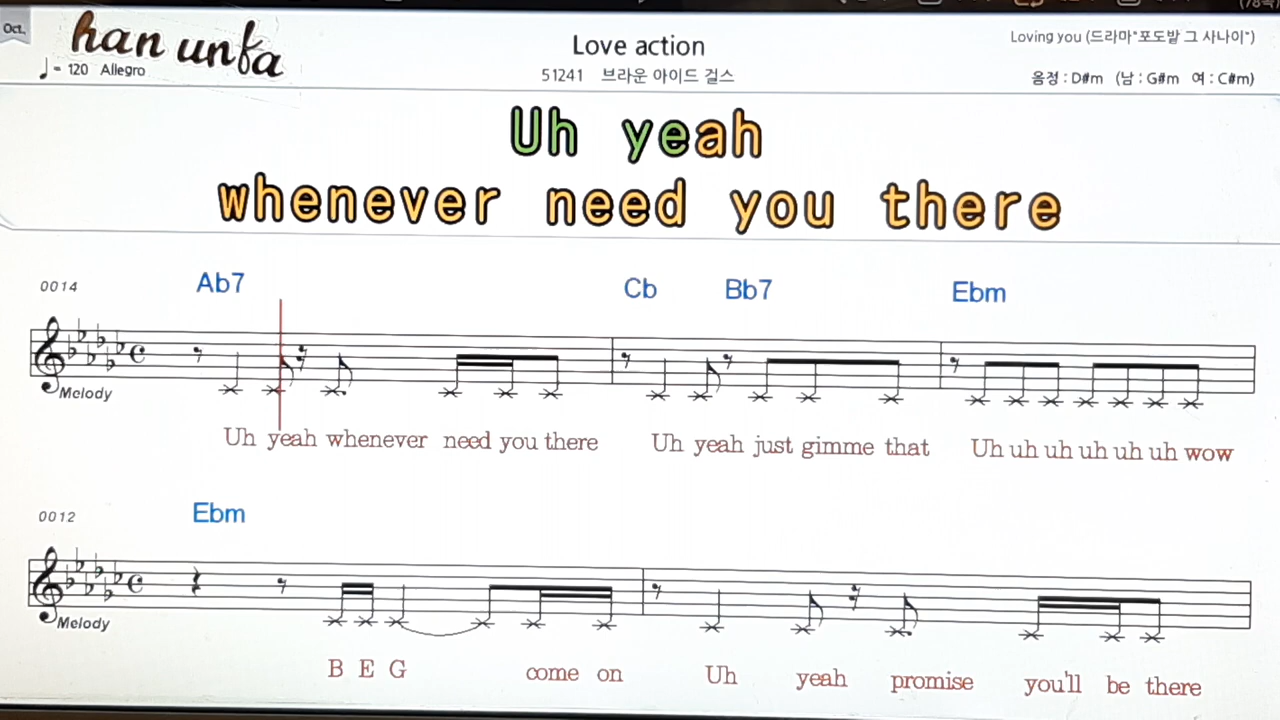 Oct.
han unfa
Love action
Loving you (드라마"포도밭 그 사나이")
♩= 120 Allegro
51241 브라운 아이드 걸스
음정 : D#m (남 : G#m 여 : C#m)
Uh yeah
whenever need you there
0014 Ab7 Cb Bb7 Ebm
Melody
Uh yeah whenever need you there Uh yeah just gimme that Uh uh uh uh uh uh wow
0012 Ebm
Melody
B E G come on Uh yeah promise you'll be there